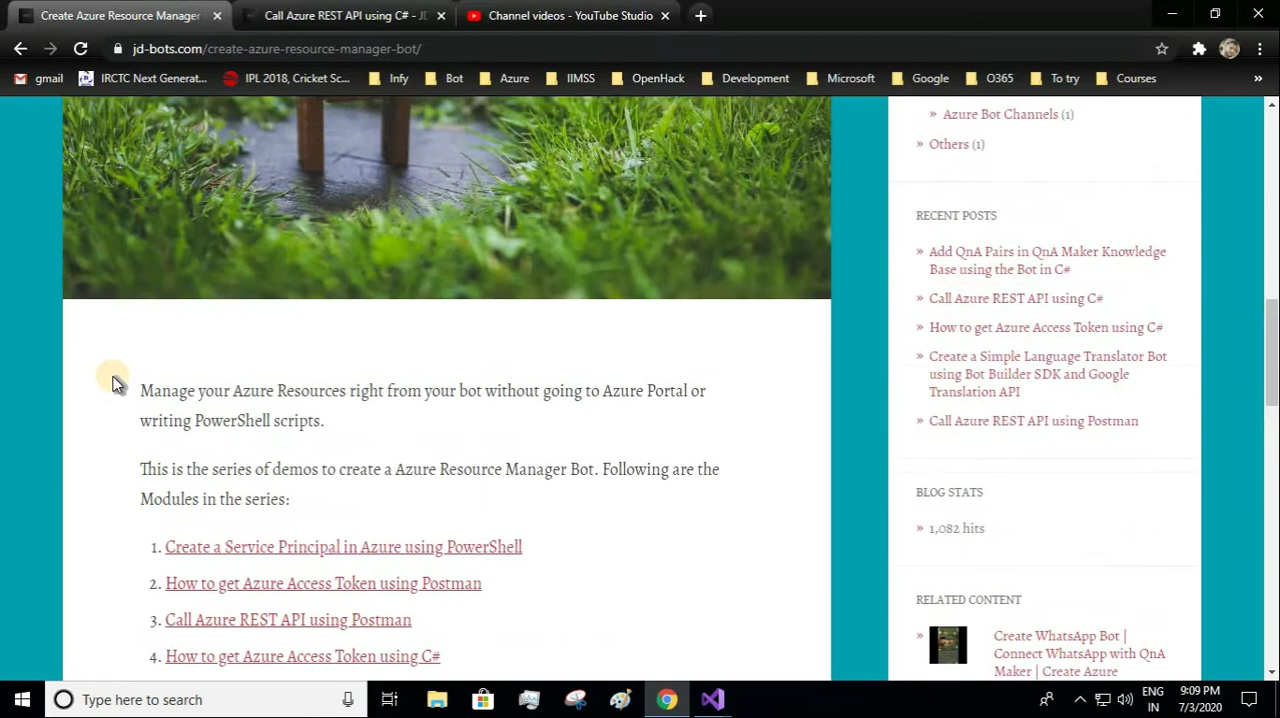 Create Azure Resource Manager
Call Azure REST API using C# - JD
Channel videos - YouTube Studio
jd-bots.com/create-azure-resource-manager-bot/
gmail
IRCTC Next Generat...
IPL 2018, Cricket Sc...
Infy
Bot
Azure
IIMSS
OpenHack
Development
Microsoft
Google
O365
To try
Courses
»
Manage your Azure Resources right from your bot without going to Azure Portal or
writing PowerShell scripts.
This is the series of demos to create a Azure Resource Manager Bot. Following are the
Modules in the series:
1. Create a Service Principal in Azure using PowerShell
2. How to get Azure Access Token using Postman
3. Call Azure REST API using Postman
4. How to get Azure Access Token using C#
» Azure Bot Channels (1)
» Others (1)
RECENT POSTS
» Add QnA Pairs in QnA Maker Knowledge
Base using the Bot in C#
» Call Azure REST API using C#
» How to get Azure Access Token using C#
» Create a Simple Language Translator Bot
using Bot Builder SDK and Google
Translation API
» Call Azure REST API using Postman
BLOG STATS
» 1,082 hits
RELATED CONTENT
» Create WhatsApp Bot |
Connect WhatsApp with QnA
Maker | Create Azure
Type here to search
ENG
IN
9:09 PM
7/3/2020